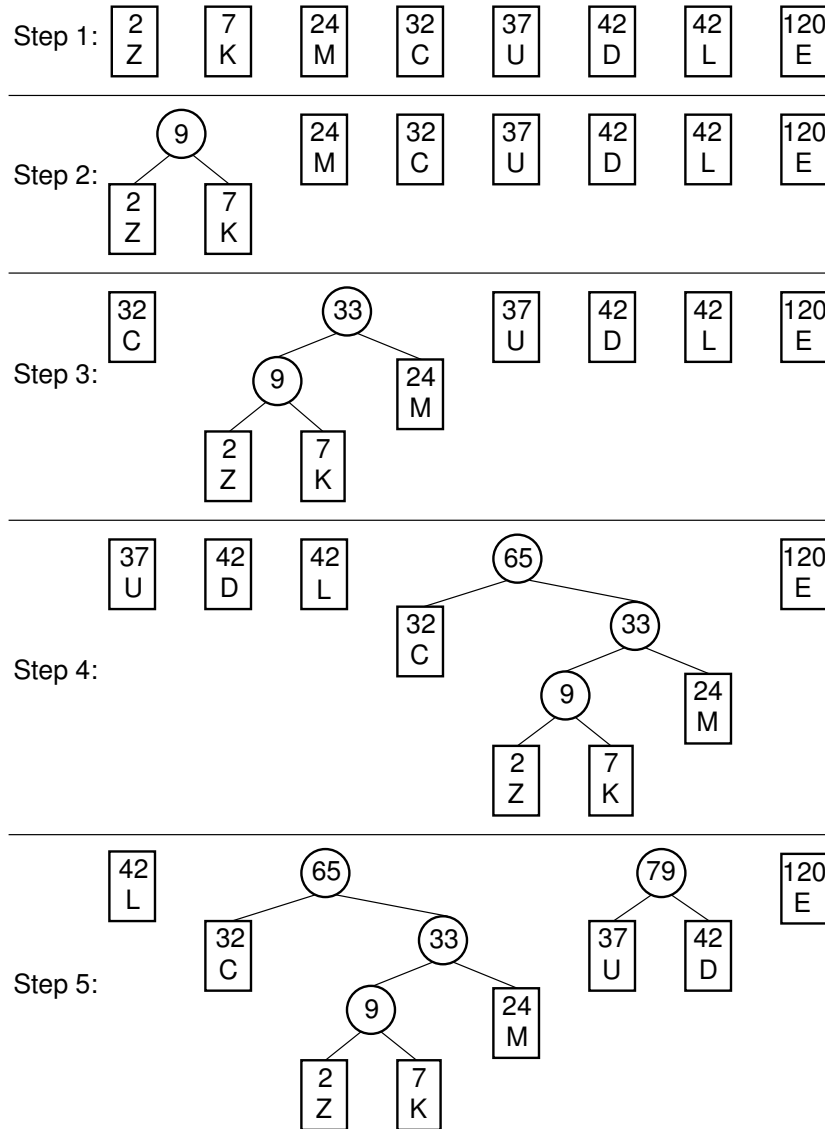 Step 1: 2 Z 7 K 24 M 32 C 37 U 42 D 42 L 120 E
Step 2: 9 2 Z 7 K 24 M 32 C 37 U 42 D 42 L 120 E
Step 3: 32 C 33 9 24 M 2 Z 7 K 37 U 42 D 42 L 120 E
Step 4: 37 U 42 D 42 L 65 32 C 33 9 24 M 2 Z 7 K 120 E
Step 5: 42 L 65 32 C 33 9 24 M 2 Z 7 K 79 37 U 42 D 120 E